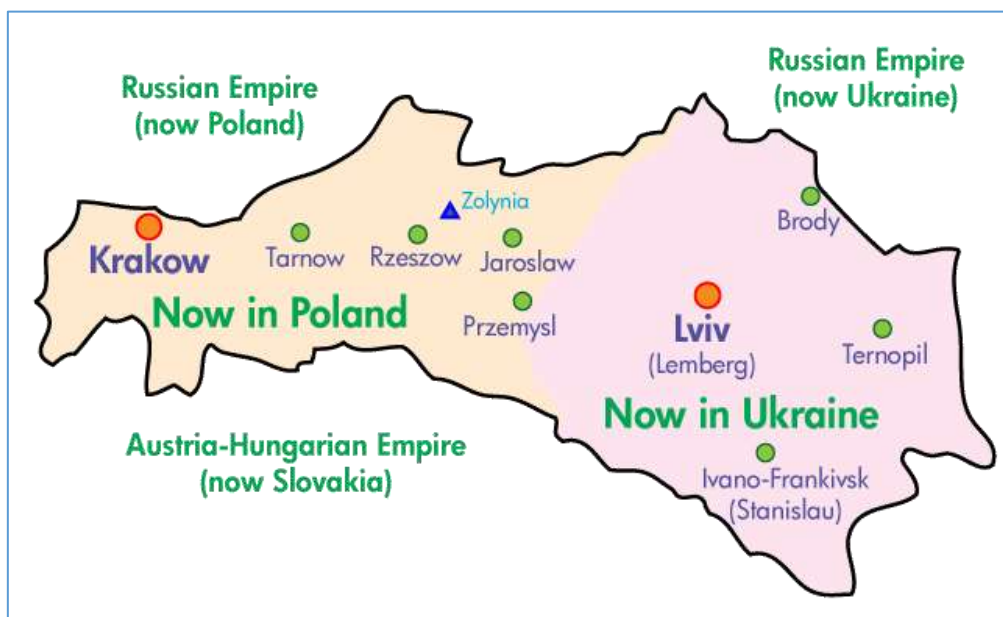 Russian Empire
(now Poland)
Russian Empire
(now Ukraine)
Zolynia
Brody
Krakow
Tarnow
Rzeszow
Jaroslaw
Now in Poland
Przemysl
Lviv
(Lemberg)
Ternopil
Now in Ukraine
Austria-Hungarian Empire
(now Slovakia)
Ivano-Frankivsk
(Stanislau)